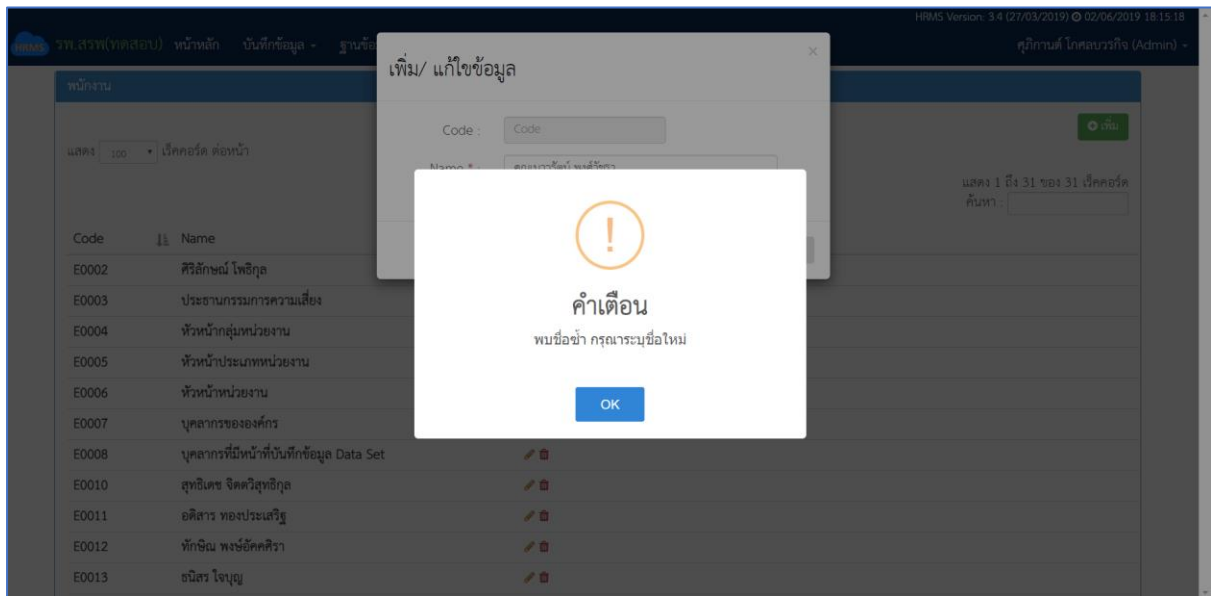 HRMS Version: 3.4 (27/03/2019) 02/06/2019 18:15:18
HRMS รพ.สรพ(ทดสอบ) หน้าหลัก บันทึกข้อมูล ฐานข้อ ศุภิกานต์ โกศลบวรกิจ (Admin)
เพิ่ม/ แก้ไขข้อมูล ×
พนักงาน
Code : Code
เพิ่ม
แสดง 100 เร็คคอร์ด ต่อหน้า
Name * :
แสดง 1 ถึง 31 ของ 31 เร็คคอร์ด
ค้นหา :
!
คำเตือน
พบชื่อซ้ำ กรุณาระบุชื่อใหม่
OK
Code Name
E0002 ศิริลักษณ์ โพธิกุล
E0003 ประธานกรรมการความเสี่ยง
E0004 หัวหน้ากลุ่มหน่วยงาน
E0005 หัวหน้าประเภทหน่วยงาน
E0006 หัวหน้าหน่วยงาน
E0007 บุคลากรขององค์กร
E0008 บุคลากรที่มีหน้าที่บันทึกข้อมูล Data Set
E0010 สุทธิเดช จิตตวิสุทธิกุล
E0011 อดิสาร ทองประเสริฐ
E0012 ทักษิณ พงษ์อัคคศิรา
E0013 ธนิสร ใจบุญ